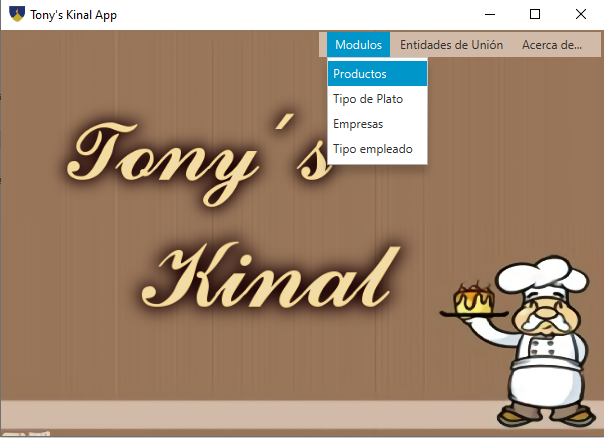 Tony's Kinal App
Modulos Entidades de Unión Acerca de...
Productos
Tipo de Plato
Empresas
Tipo empleado
Tony´s
Kinal